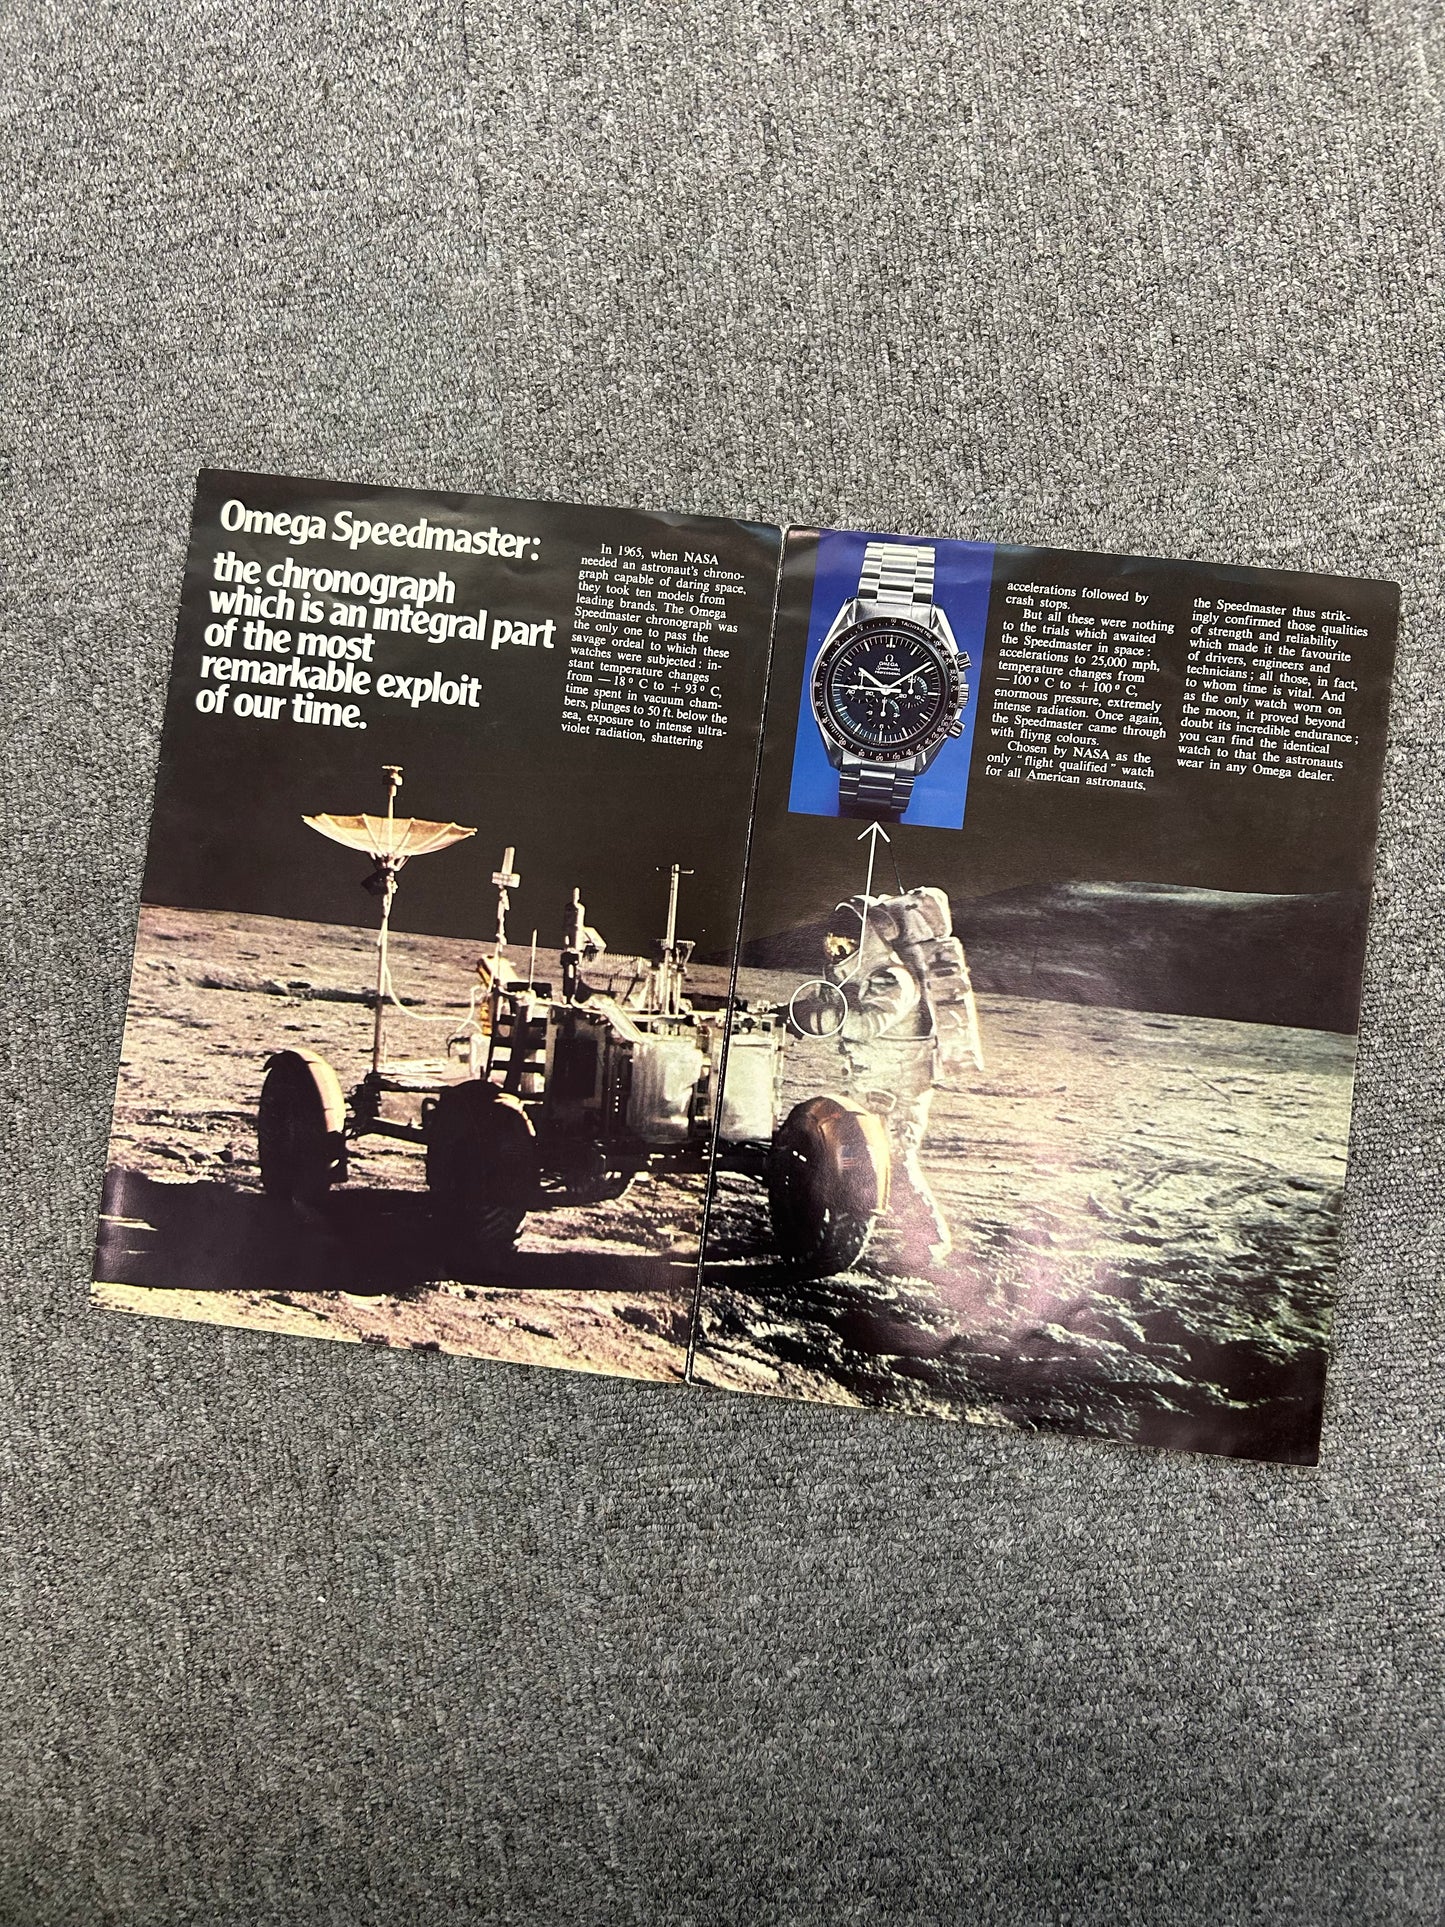 Omega Speedmaster:
the chronograph
which is an integral part
of the most
remarkable exploit
of our time.
In 1965, when NASA
needed an astronaut's chrono-
graph capable of daring space,
they took ten models from
leading brands. The Omega
Speedmaster chronograph was
the only one to pass the
savage ordeal to which these
watches were subjected : in-
stant temperature changes
from — 18 º C to + 93 º C,
time spent in vacuum cham-
bers, plunges to 50 ft. below the
sea, exposure to intense ultra-
violet radiation, shattering
TACHYMETRE
OMEGA
Speedmaster
PROFESSIONAL
accelerations followed by
crash stops.
But all these were nothing
to the trials which awaited
the Speedmaster in space :
accelerations to 25,000 mph,
temperature changes from
— 100 º C to + 100 º C,
enormous pressure, extremely
intense radiation. Once again,
the Speedmaster came through
with fliyng colours.
Chosen by NASA as the
only " flight qualified " watch
for all American astronauts,
the Speedmaster thus strik-
ingly confirmed those qualities
of strength and reliability
which made it the favourite
of drivers, engineers and
technicians ; all those, in fact,
to whom time is vital. And
as the only watch worn on
the moon, it proved beyond
doubt its incredible endurance ;
you can find the identical
watch to that the astronauts
wear in any Omega dealer.